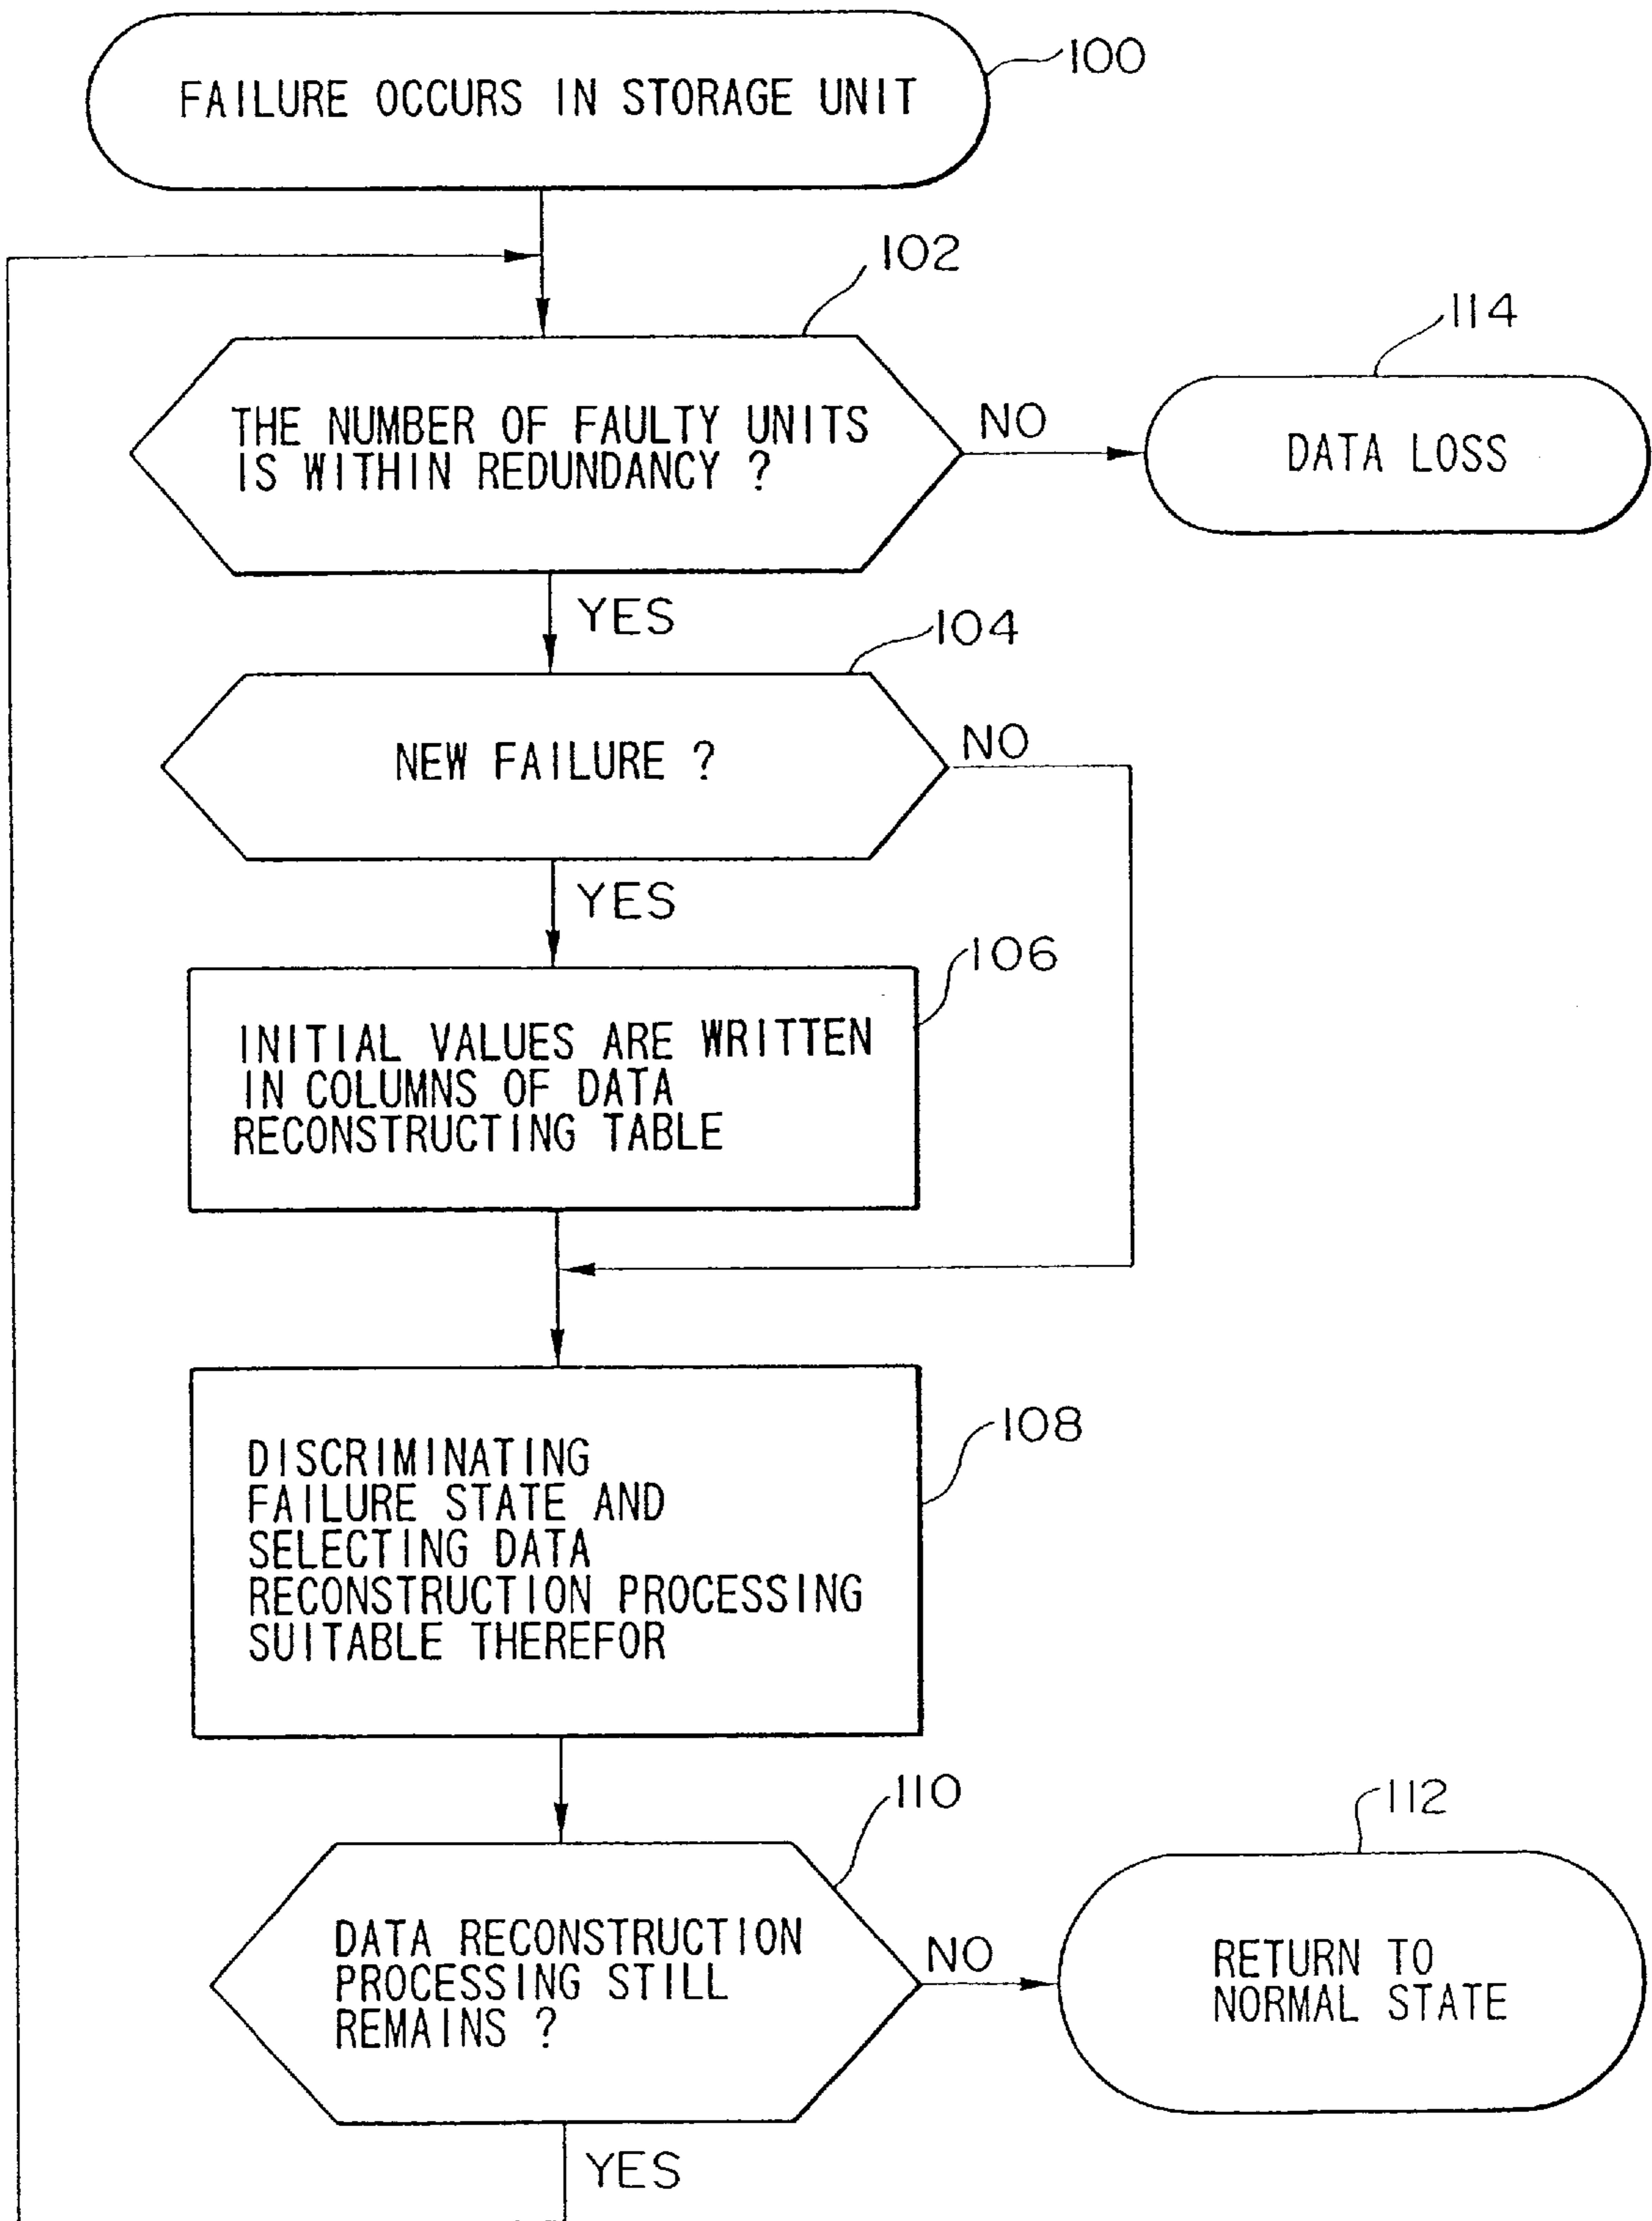 FAILURE OCCURS IN STORAGE UNIT
100
102
THE NUMBER OF FAULTY UNITS
IS WITHIN REDUNDANCY ?
NO
114
DATA LOSS
YES
104
NEW FAILURE ?
NO
YES
106
INITIAL VALUES ARE WRITTEN
IN COLUMNS OF DATA
RECONSTRUCTING TABLE
108
DISCRIMINATING
FAILURE STATE AND
SELECTING DATA
RECONSTRUCTION PROCESSING
SUITABLE THEREFOR
110
DATA RECONSTRUCTION
PROCESSING STILL
REMAINS ?
NO
112
RETURN TO
NORMAL STATE
YES